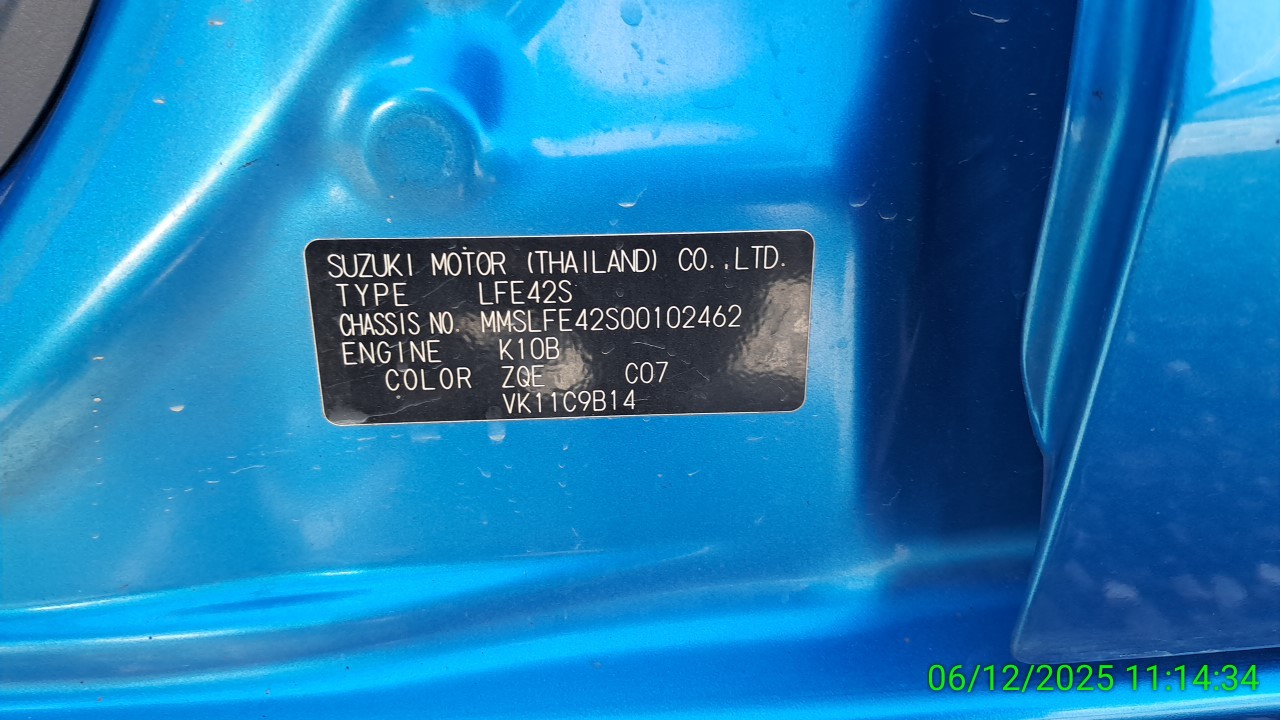 SUZUKI MOTOR (THAILAND) CO.,LTD.
TYPE LFE42S
CHASSIS NO. MMSLFE42S00102462
ENGINE K10B
COLOR ZQE C07
VK11C9B14
06/12/2025 11:14:34